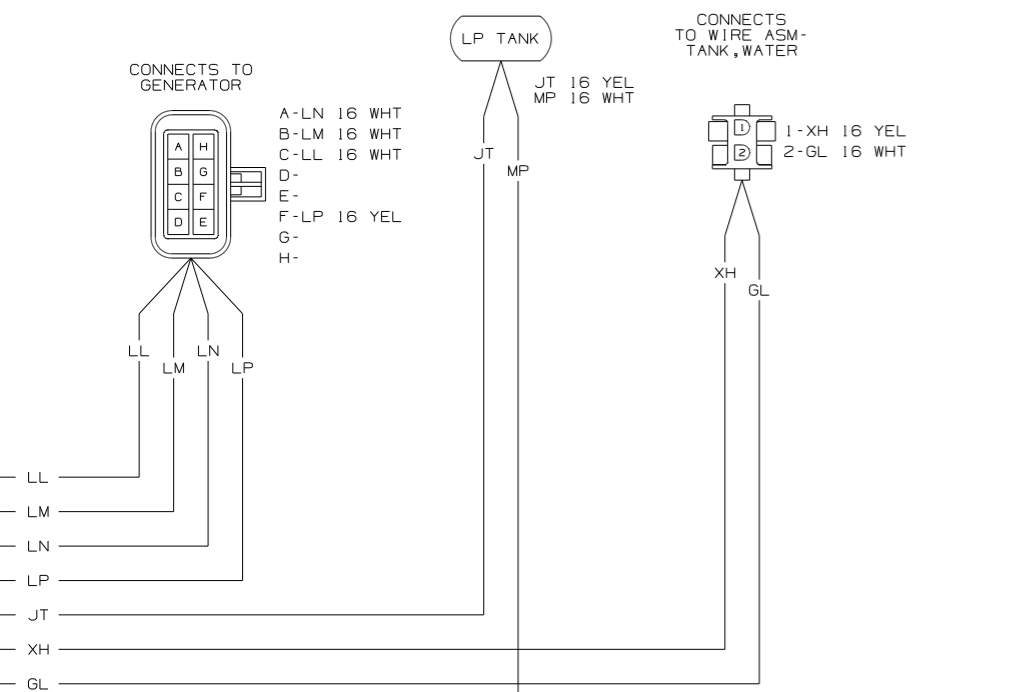 CONNECTS TO
GENERATOR
A-LN 16 WHT
B-LM 16 WHT
C-LL 16 WHT
D-
E-
F-LP 16 YEL
G-
H-
A H
B G
C F
D E
LL
LM
LN
LP
LP TANK
JT 16 YEL
MP 16 WHT
JT
MP
CONNECTS
TO WIRE ASM-
TANK,WATER
1
2
1-XH 16 YEL
2-GL 16 WHT
XH
GL
LL
LM
LN
LP
JT
XH
GL